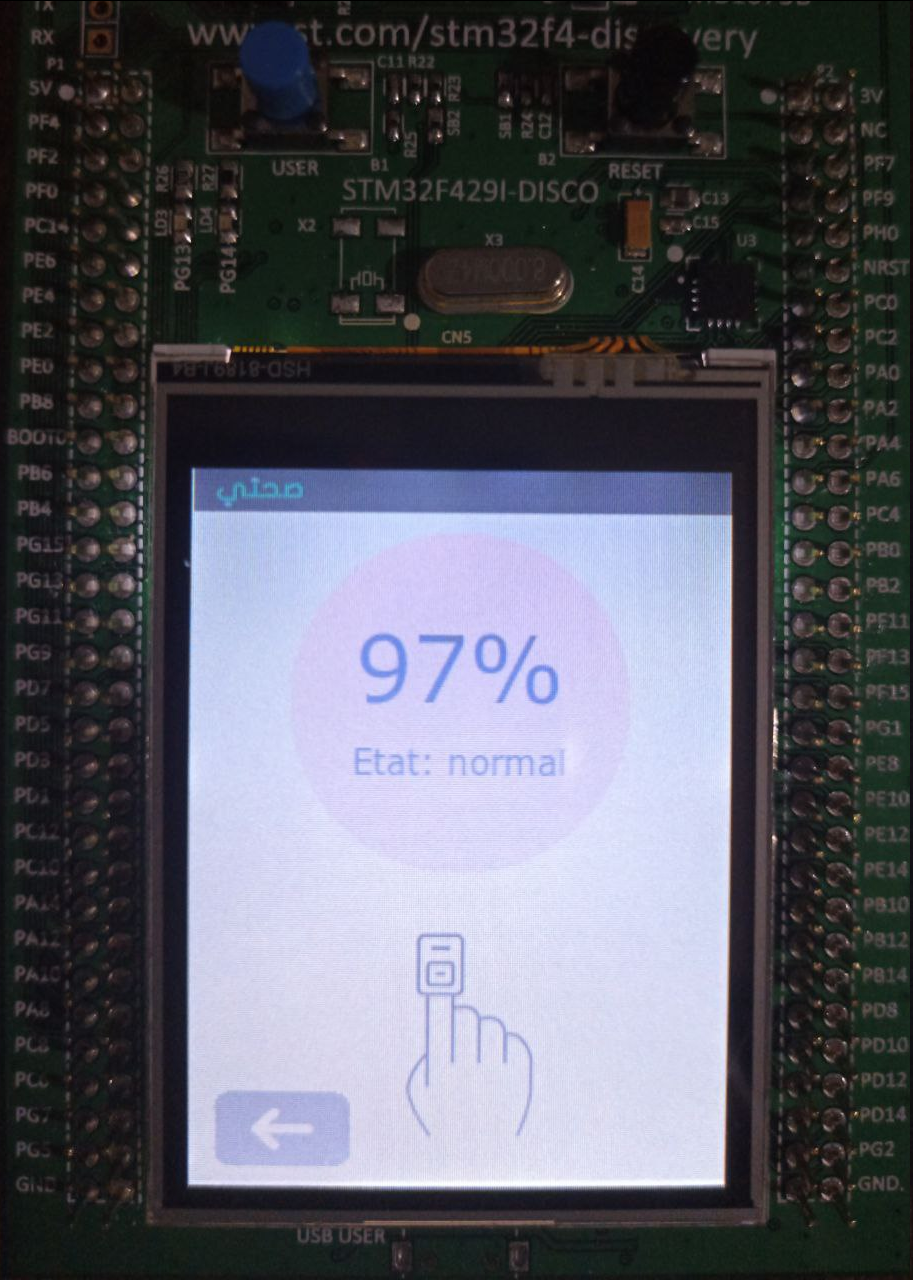 TX
RX
www.st.com/stm32f4-discovery
P1
5V
PF4
PF2
PF0
PC14
PE6
PE4
PE2
PE0
PB8
BOOT0
PB6
PB4
PG15
PG13
PG11
PG9
PD7
PD5
PD3
PD1
PC12
PC10
PA14
PA12
PA10
PA8
PC8
PC6
PG7
PG5
GND
C11 R22
R23
SB2
R25
B1
USER
SB1
R24
C12
B2
RESET
R26
R27
LD3
LD4
PG13
PG14
STM32F429I-DISCO
X2
X3
C13
C15
C14
U3
CN5
صحتي
97%
Etat: normal
USB USER
P2
3V
NC
PF7
PF9
PH0
NRST
PC0
PC2
PA0
PA2
PA4
PA6
PC4
PB0
PB2
PF11
PF13
PF15
PG1
PE8
PE10
PE12
PE14
PB10
PB12
PB14
PD8
PD10
PD12
PD14
PG2
GND